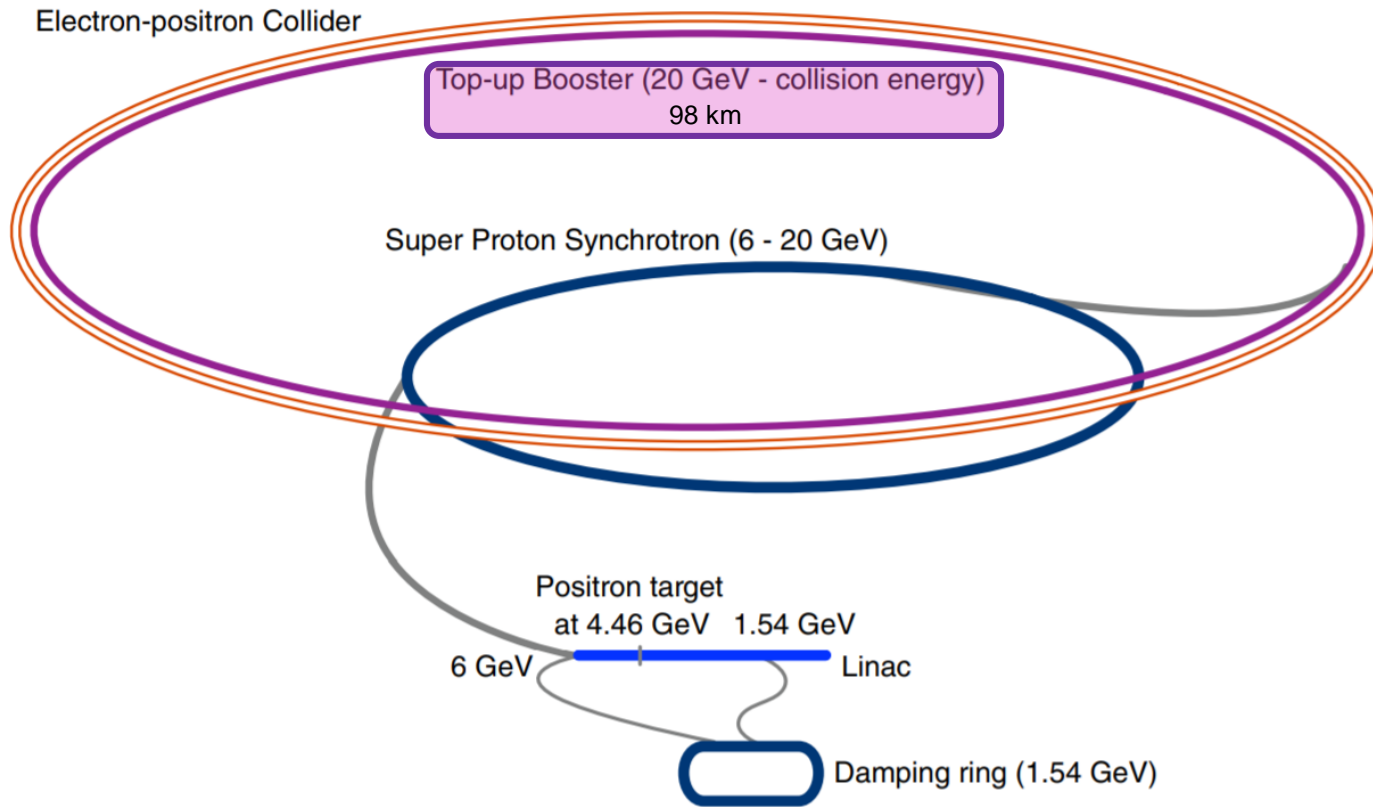 Electron-positron Collider
Top-up Booster (20 GeV - collision energy)
98 km
Super Proton Synchrotron (6 - 20 GeV)
Positron target
at 4.46 GeV 1.54 GeV
6 GeV
Linac
Damping ring (1.54 GeV)